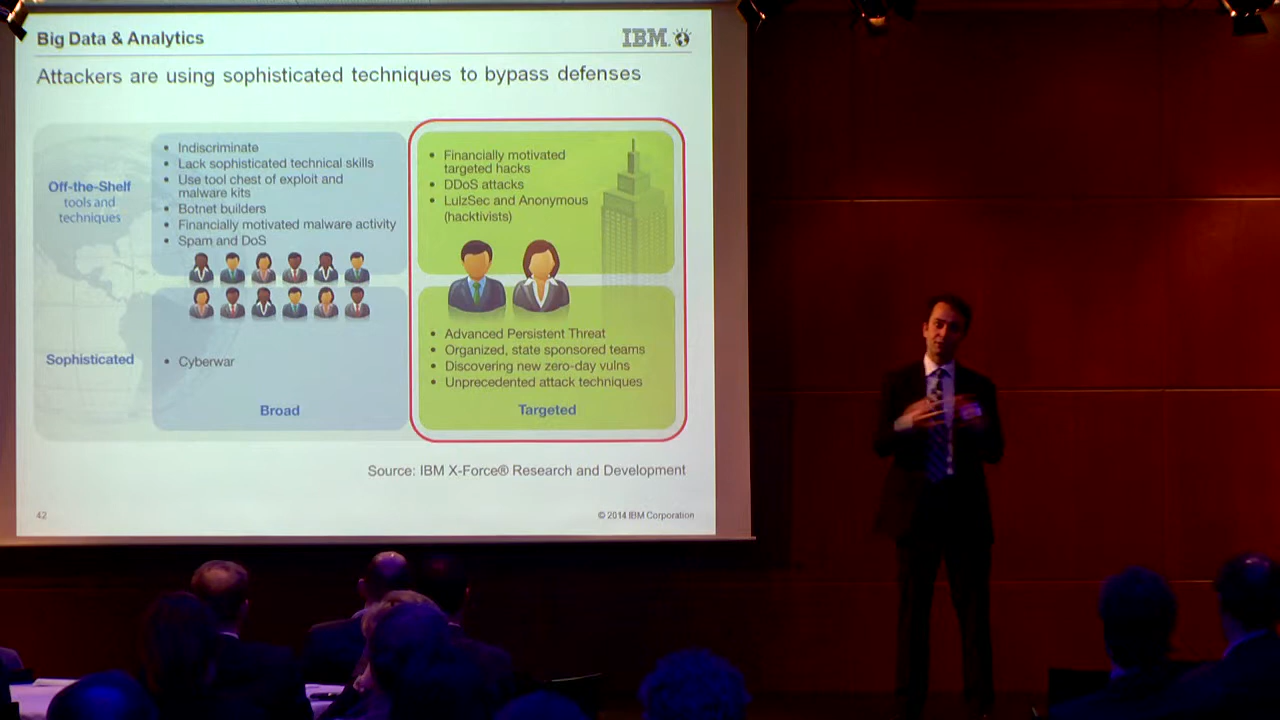 Big Data & Analytics
IBM
Attackers are using sophisticated techniques to bypass defenses
Off-the-Shelf
tools and
techniques
• Indiscriminate
• Lack sophisticated technical skills
• Use tool chest of exploit and
malware kits
• Botnet builders
• Financially motivated malware activity
• Spam and DoS
• Financially motivated
targeted hacks
• DDoS attacks
• LulzSec and Anonymous
(hacktivists)
Sophisticated
• Cyberwar
Broad
• Advanced Persistent Threat
• Organized, state sponsored teams
• Discovering new zero-day vulns
• Unprecedented attack techniques
Targeted
Source: IBM X-Force® Research and Development
42
© 2014 IBM Corporation